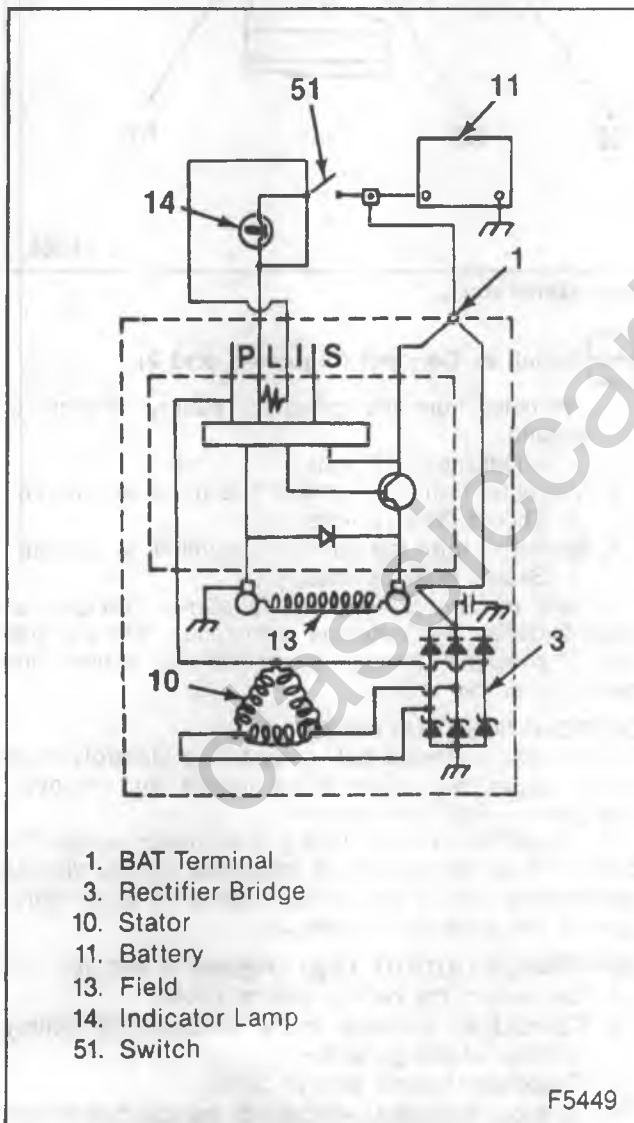 51
11
14
1
P L I S
13
3
10
1. BAT Terminal
3. Rectifier Bridge
10. Stator
11. Battery
13. Field
14. Indicator Lamp
51. Switch
F5449
classiccar